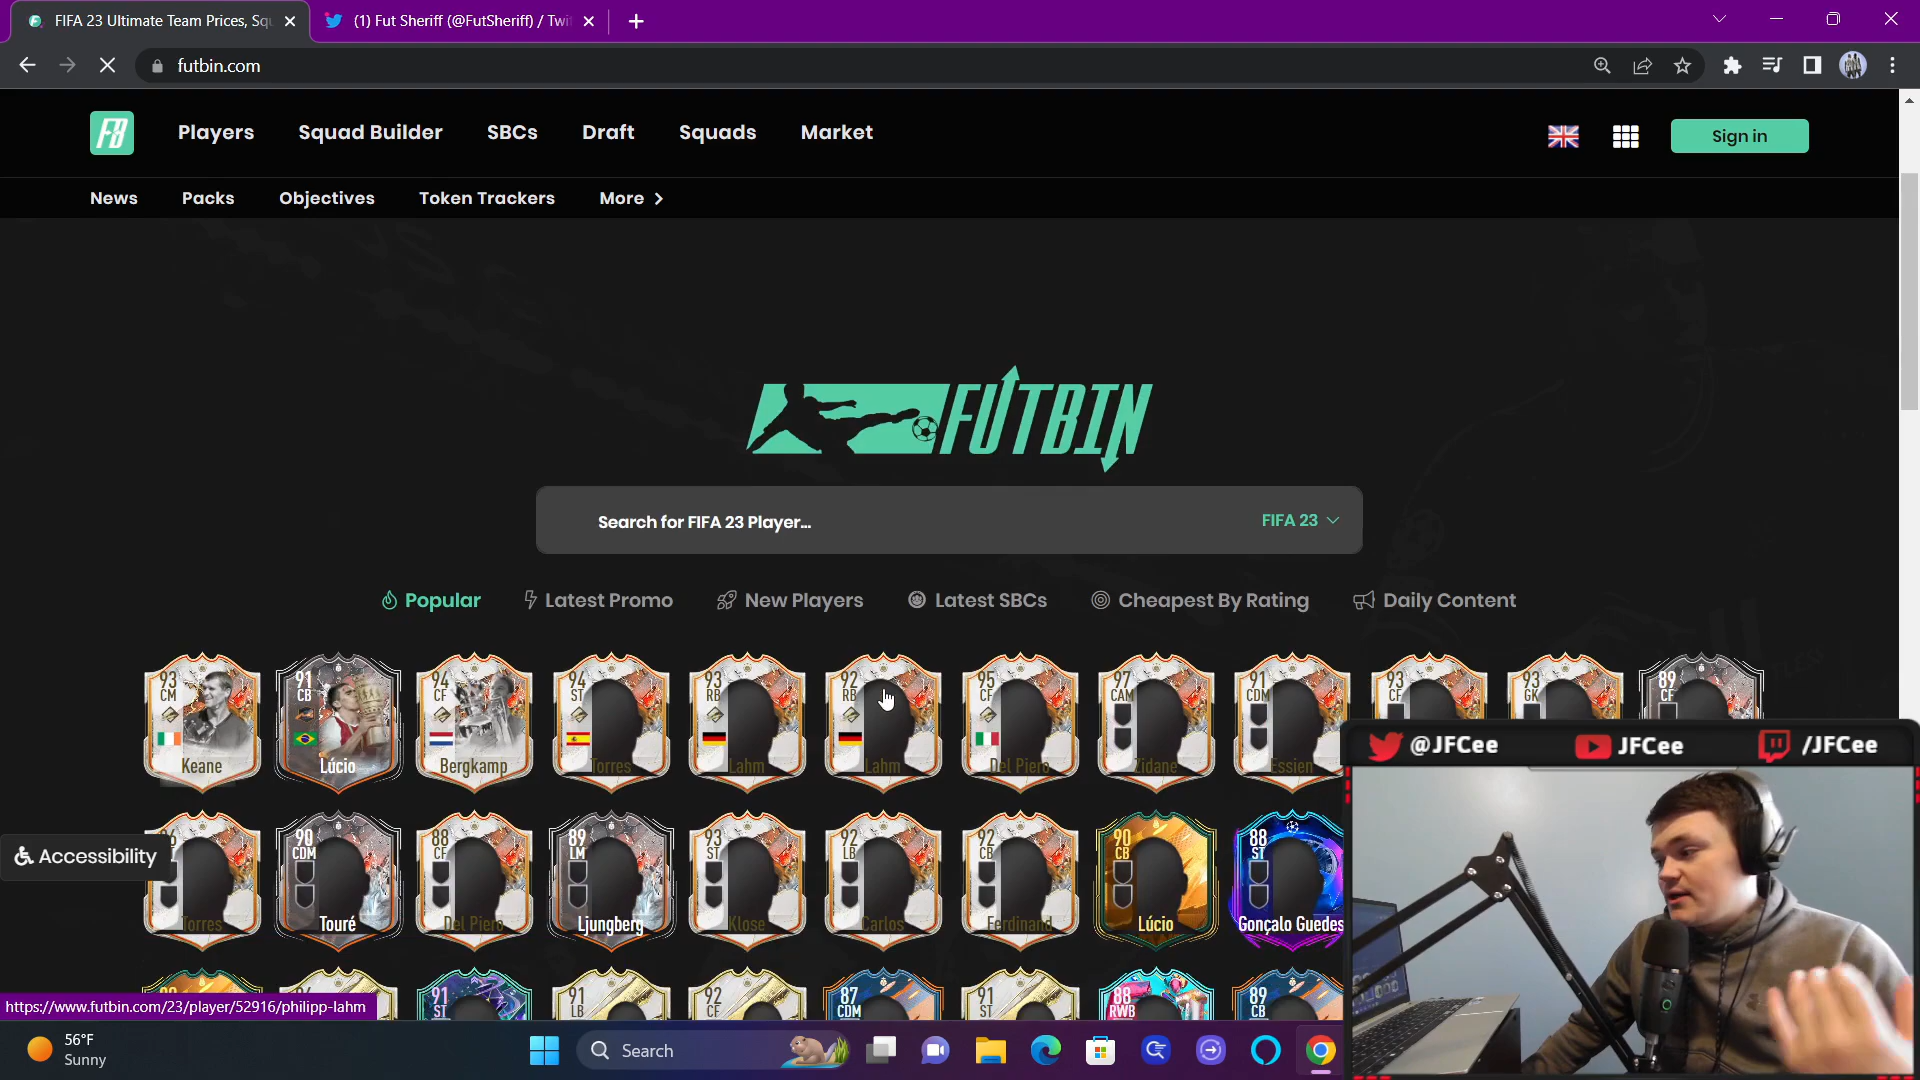 FIFA 23 Ultimate Team Prices, Squ
(1) Fut Sheriff (@FutSheriff) / Twit
futbin.com
Players Squad Builder SBCs Draft Squads Market
Sign in
News Packs Objectives Token Trackers More
FUTBIN
Search for FIFA 23 Player...
FIFA 23
Popular Latest Promo New Players Latest SBCs Cheapest By Rating Daily Content
93 CM Keane
91 CB Lúcio
94 CF Bergkamp
94 ST Torres
93 RB Lahm
92 RB Lahm
95 CF Del Piero
97 CAM Zidane
91 CDM Essien
93 CF
93 GK
89 CF
@JFCee JFCee /JFCee
Torres
90 CDM Touré
88 CF Del Piero
89 LM Ljungberg
93 ST Klose
92 LB Carlos
92 CB Ferdinand
90 CB Lúcio
88 ST Gonçalo Guedes
Accessibility
91 ST
91 LB
92 CF
87 CDM
91 ST
88 RWB
89 CB
https://www.futbin.com/23/player/52916/philipp-lahm
56°F
Sunny
Search